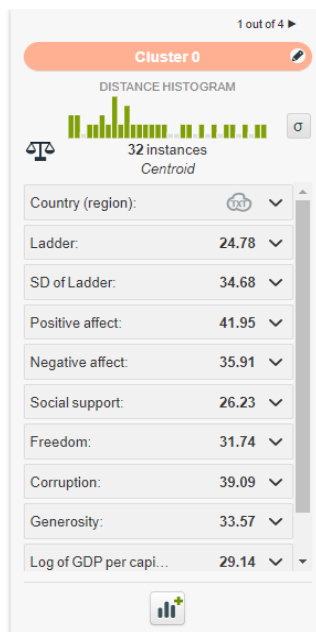 1 out of 4 ▶
Cluster 0
DISTANCE HISTOGRAM
σ
32 instances
Centroid
Country (region): TXT
Ladder: 24.78
SD of Ladder: 34.68
Positive affect: 41.95
Negative affect: 35.91
Social support: 26.23
Freedom: 31.74
Corruption: 39.09
Generosity: 33.57
Log of GDP per capi... 29.14